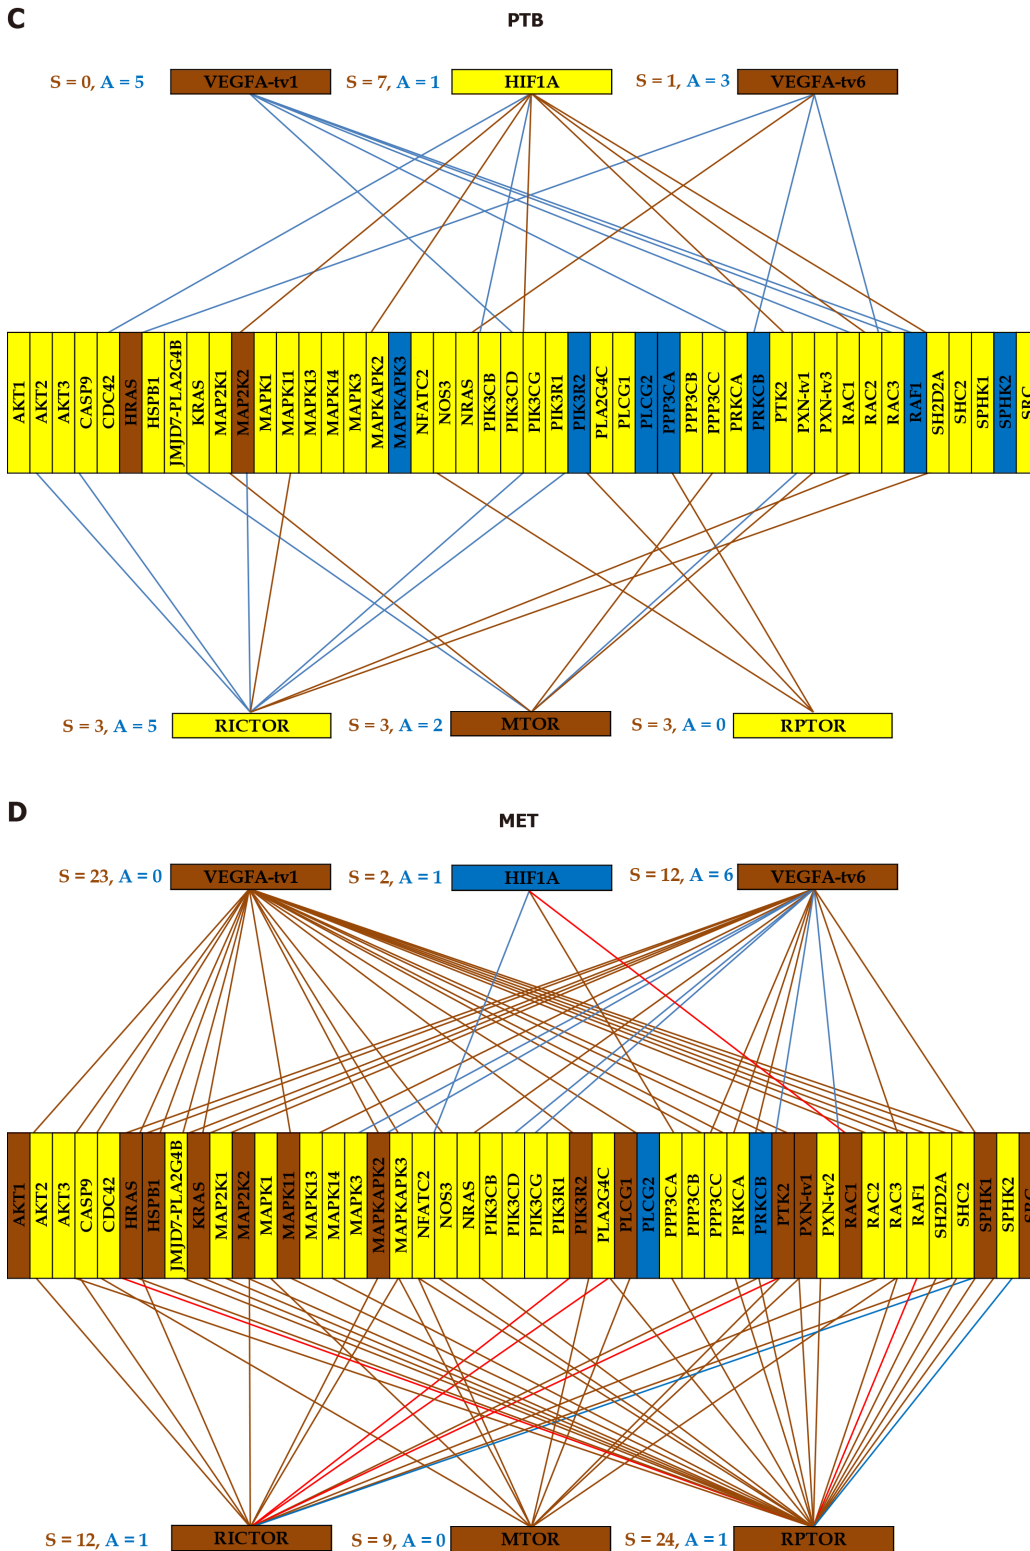 C
PTB
S = 0, A = 5 VEGFA-tv1 S = 7, A = 1 HIF1A S = 1, A = 3 VEGFA-tv6
AKT1
AKT2
AKT3
CASP9
CDC42
HRAS
HSPB1
JMJD7-PLA2G4B
KRAS
MAP2K1
MAP2K2
MAPK1
MAPK11
MAPK13
MAPK14
MAPK3
MAPKAPK2
MAPKAPK3
NFATC2
NOS3
NRAS
PIK3CB
PIK3CD
PIK3CG
PIK3R1
PIK3R2
PLA2G4C
PLCG1
PLCG2
PPP3CA
PPP3CB
PPP3CC
PRKCA
PRKCB
PTK2
PXN-tv1
PXN-tv3
RAC1
RAC2
RAC3
RAF1
SH2D2A
SHC2
SPHK1
SPHK2
SRC
S = 3, A = 5 RICTOR S = 3, A = 2 MTOR S = 3, A = 0 RPTOR
D
MET
S = 23, A = 0 VEGFA-tv1 S = 2, A = 1 HIF1A S = 12, A = 6 VEGFA-tv6
AKT1
AKT2
AKT3
CASP9
CDC42
HRAS
HSPB1
JMJD7-PLA2G4B
KRAS
MAP2K1
MAP2K2
MAPK1
MAPK11
MAPK13
MAPK14
MAPK3
MAPKAPK2
MAPKAPK3
NFATC2
NOS3
NRAS
PIK3CB
PIK3CD
PIK3CG
PIK3R1
PIK3R2
PLA2G4C
PLCG1
PLCG2
PPP3CA
PPP3CB
PPP3CC
PRKCA
PRKCB
PTK2
PXN-tv1
PXN-tv2
RAC1
RAC2
RAC3
RAF1
SH2D2A
SHC2
SPHK1
SPHK2
SRC
S = 12, A = 1 RICTOR S = 9, A = 0 MTOR S = 24, A = 1 RPTOR